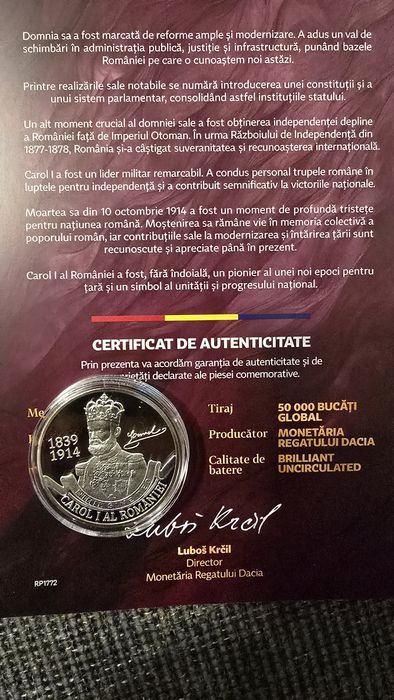 Domnia sa a fost marcată de reforme ample și modernizare. A adus un val de
schimbări în administrația publică, justiție și infrastructură, punând bazele
României pe care o cunoaștem noi astăzi.
Printre realizările sale notabile se numără introducerea unei constituții și a
unui sistem parlamentar, consolidând astfel instituțiile statului.
Un alt moment crucial al domniei sale a fost obținerea independenței depline
a României față de Imperiul Otoman. În urma Războiului de Independență din
1877-1878, România și-a câștigat suveranitatea și recunoașterea internațională.
Carol I a fost un lider militar remarcabil. A condus personal trupele române în
luptele pentru independență și a contribuit semnificativ la victoriile naționale.
Moartea sa din 10 octombrie 1914 a fost un moment de profundă tristețe
pentru națiunea română. Moștenirea sa rămâne vie în memoria colectivă a
poporului român, iar contribuțiile sale la modernizarea și întărirea țării sunt
recunoscute și apreciate până în prezent.
Carol I al României a fost, fără îndoială, un pionier al unei noi epoci pentru
țară și un simbol al unității și progresului național.
CERTIFICAT DE AUTENTICITATE
Prin prezenta vă acordăm garanția de autenticitate și de
declarate ale piesei comemorative.
Tiraj 50 000 BUCĂȚI
GLOBAL
Producător MONETĂRIA
REGATULUI DACIA
Calitate de BRILLIANT
batere UNCIRCULATED
1839
1914
CAROL I AL ROMÂNIEI
Luboš Krčil
Luboš Krčil
Director
Monetăria Regatului Dacia
RP1772